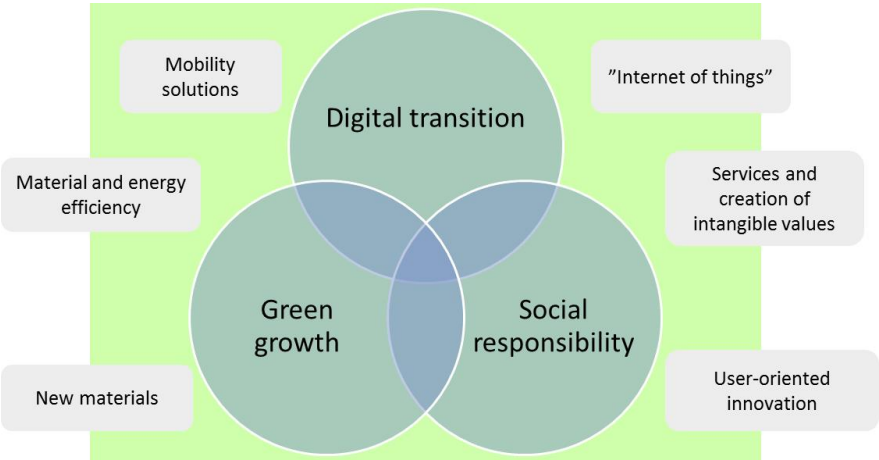 Mobility
solutions
”Internet of things”
Digital transition
Material and energy
efficiency
Services and
creation of
intangible values
Green
growth
Social
responsibility
New materials
User-oriented
innovation